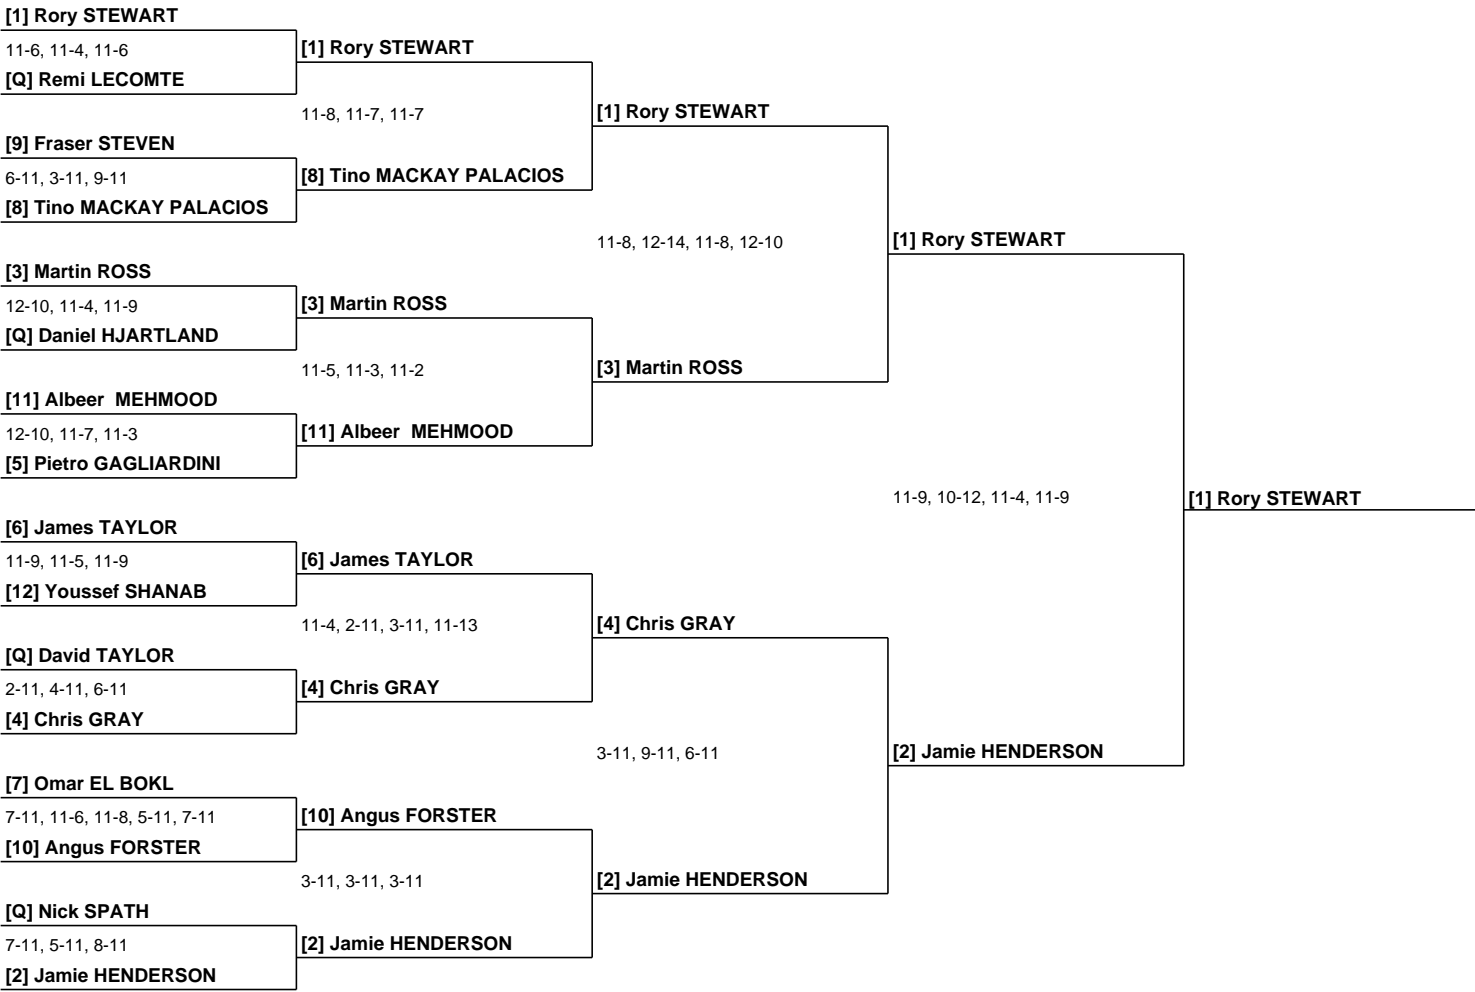 [1] Rory STEWART
11-6, 11-4, 11-6
[Q] Remi LECOMTE
[9] Fraser STEVEN
6-11, 3-11, 9-11
[8] Tino MACKAY PALACIOS
[3] Martin ROSS
12-10, 11-4, 11-9
[Q] Daniel HJARTLAND
[11] Albeer  MEHMOOD
12-10, 11-7, 11-3
[5] Pietro GAGLIARDINI
[6] James TAYLOR
11-9, 11-5, 11-9
[12] Youssef SHANAB
[Q] David TAYLOR
2-11, 4-11, 6-11
[4] Chris GRAY
[7] Omar EL BOKL
7-11, 11-6, 11-8, 5-11, 7-11
[10] Angus FORSTER
[Q] Nick SPATH
7-11, 5-11, 8-11
[2] Jamie HENDERSON
[1] Rory STEWART
11-8, 11-7, 11-7
[8] Tino MACKAY PALACIOS
[3] Martin ROSS
11-5, 11-3, 11-2
[11] Albeer  MEHMOOD
[6] James TAYLOR
11-4, 2-11, 3-11, 11-13
[4] Chris GRAY
[10] Angus FORSTER
3-11, 3-11, 3-11
[2] Jamie HENDERSON
[1] Rory STEWART
11-8, 12-14, 11-8, 12-10
[3] Martin ROSS
[4] Chris GRAY
3-11, 9-11, 6-11
[2] Jamie HENDERSON
[1] Rory STEWART
11-9, 10-12, 11-4, 11-9
[2] Jamie HENDERSON
[1] Rory STEWART